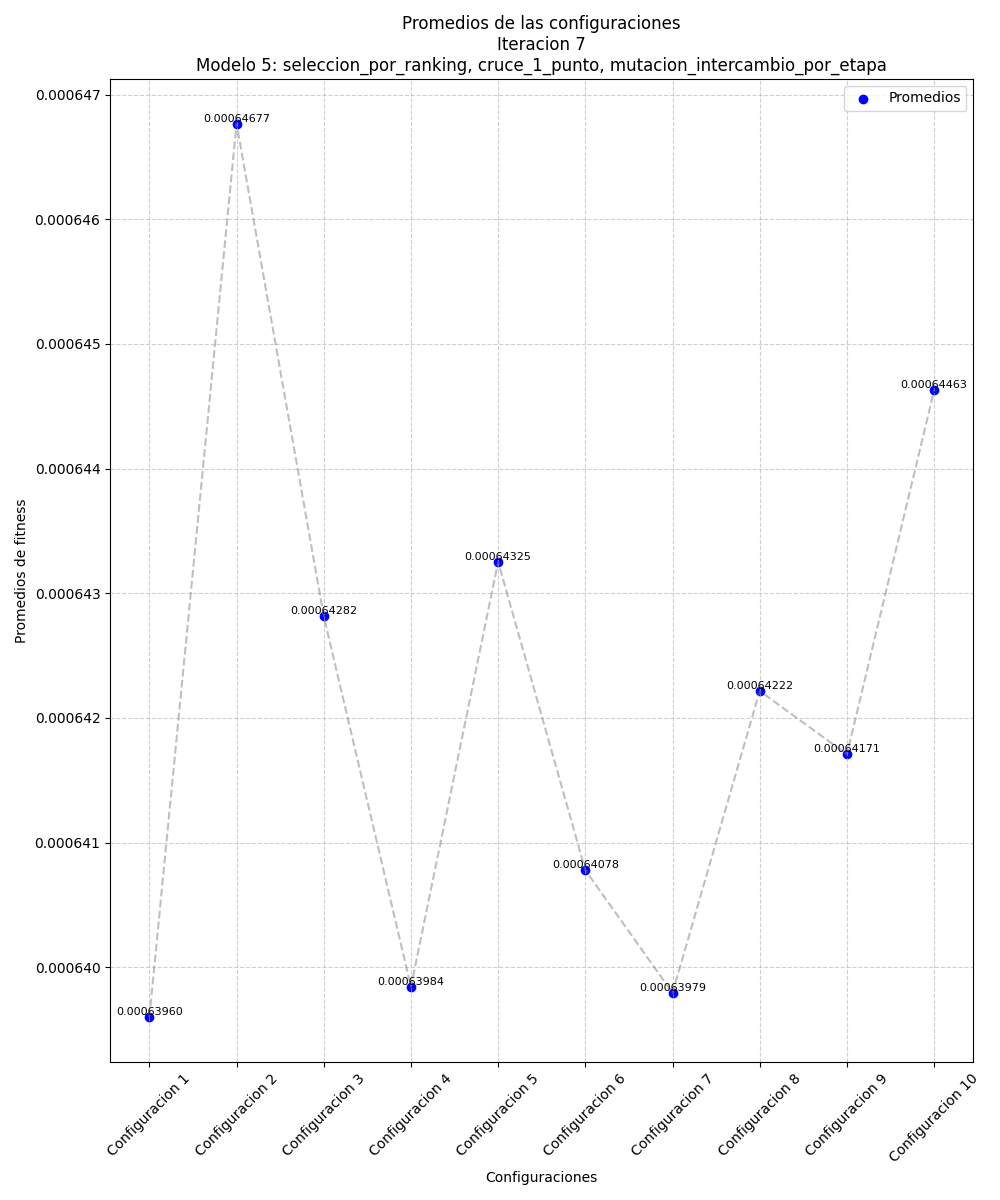 Promedios de las configuraciones
Iteracion 7
Modelo 5: seleccion_por_ranking, cruce_1_punto, mutacion_intercambio_por_etapa
Promedios
0.000647
0.000646
0.000645
0.000644
0.000643
0.000642
0.000641
0.000640
Promedios de fitness
0.00063960
0.00064677
0.00064282
0.00063984
0.00064325
0.00064078
0.00063979
0.00064222
0.00064171
0.00064463
Configuracion 1
Configuracion 2
Configuracion 3
Configuracion 4
Configuracion 5
Configuracion 6
Configuracion 7
Configuracion 8
Configuracion 9
Configuracion 10
Configuraciones